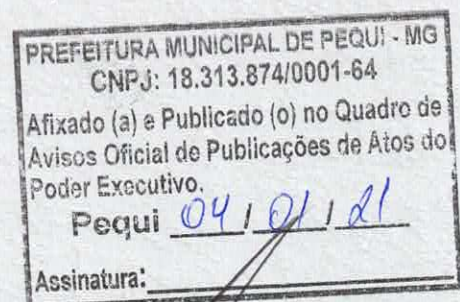 PREFEITURA MUNICIPAL DE PEQUI - MG
CNPJ: 18.313.874/0001-64
Afixado (a) e Publicado (o) no Quadro de
Avisos Oficial de Publicações de Atos do
Poder Executivo.
Pequi 04 / 01 / 21
Assinatura: